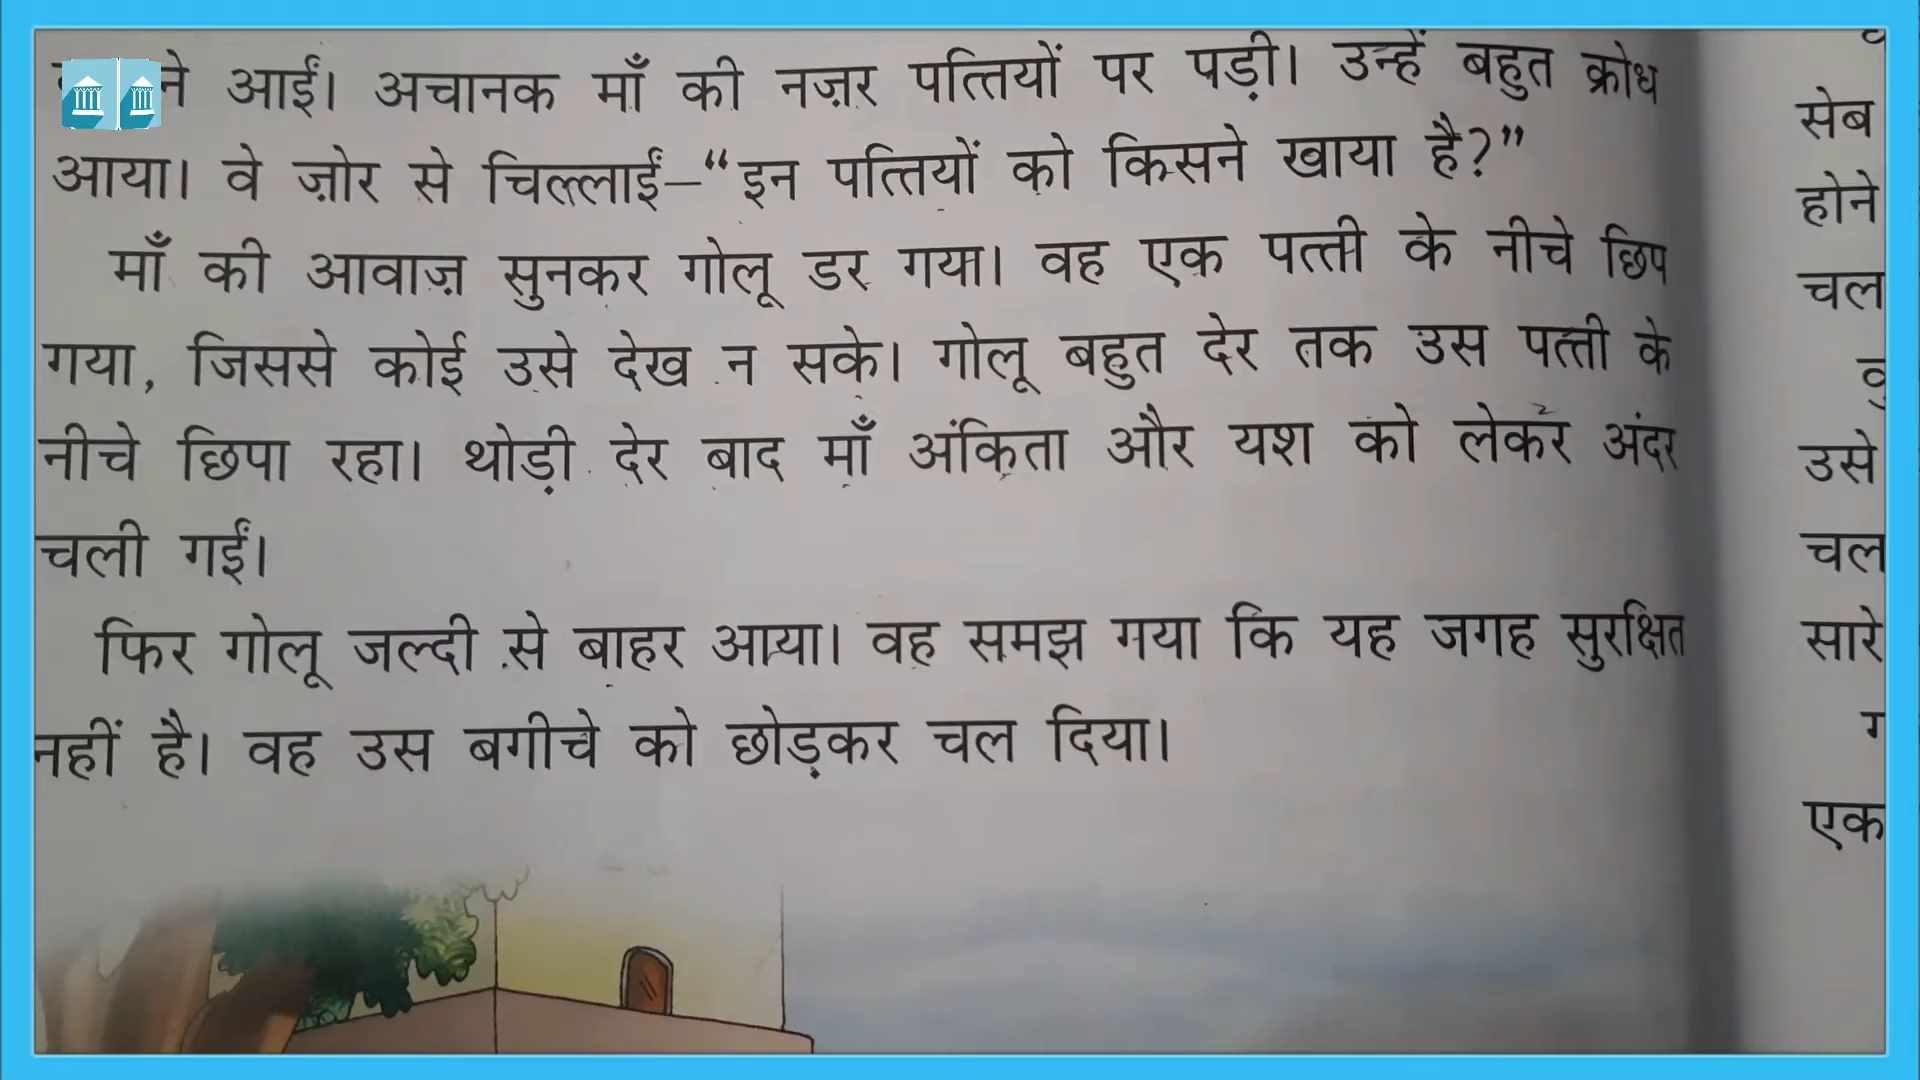 आईं। अचानक माँ की नज़र पत्तियों पर पड़ी। उन्हें बहुत क्रोध
आया। वे ज़ोर से चिल्लाईं–“इन पत्तियों को किसने खाया है?”
माँ की आवाज़ सुनकर गोलू डर गया। वह एक पत्ती के नीचे छिप
गया, जिससे कोई उसे देख न सके। गोलू बहुत देर तक उस पत्ती के
नीचे छिपा रहा। थोड़ी देर बाद माँ अंकिता और यश को लेकर अंदर
चली गईं।
फिर गोलू जल्दी से बाहर आया। वह समझ गया कि यह जगह सुरक्षित
नहीं है। वह उस बगीचे को छोड़कर चल दिया।
सेब
होने
चल
उसे
चल
सारे
एक